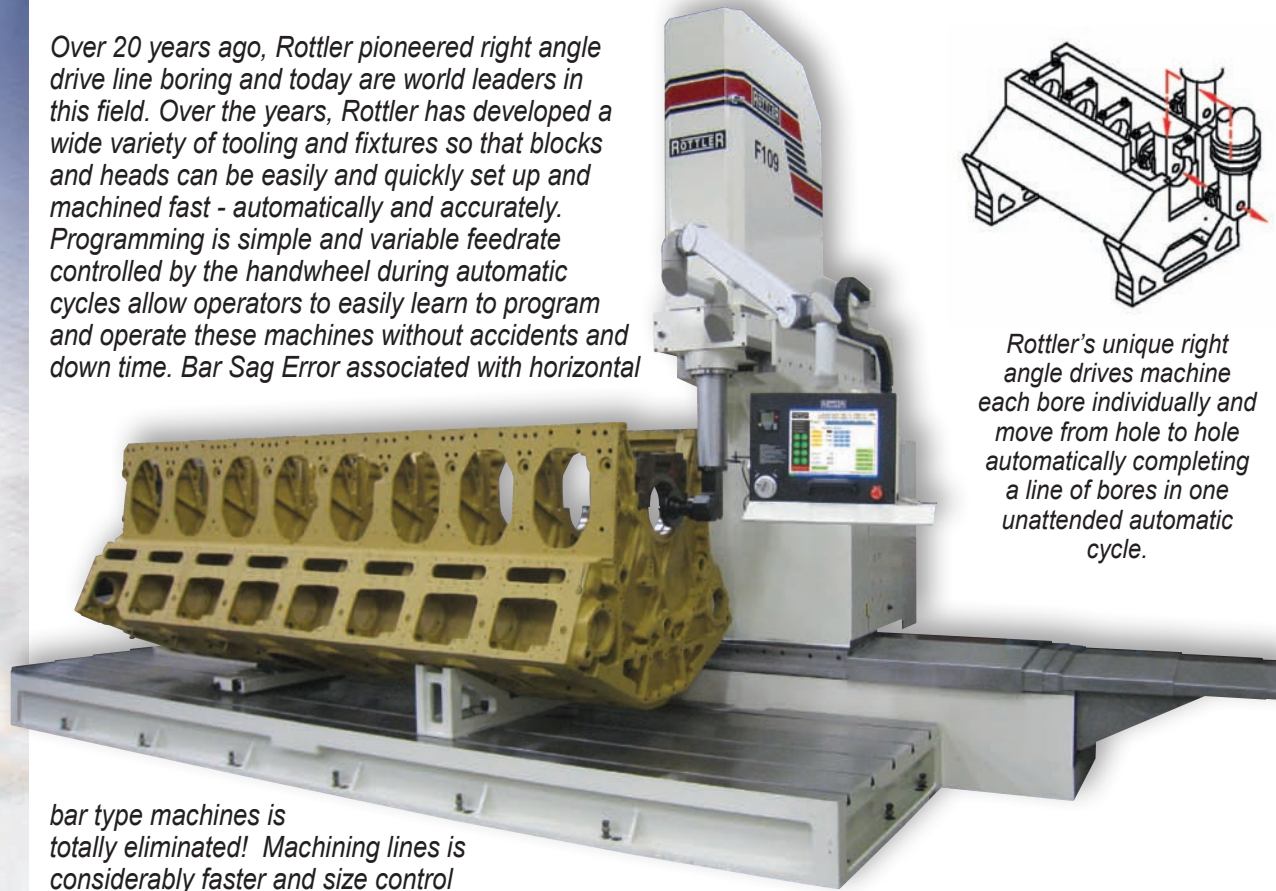 Over 20 years ago, Rottler pioneered right angle
drive line boring and today are world leaders in
this field. Over the years, Rottler has developed a
wide variety of tooling and fixtures so that blocks
and heads can be easily and quickly set up and
machined fast - automatically and accurately.
Programming is simple and variable feedrate
controlled by the handwheel during automatic
cycles allow operators to easily learn to program
and operate these machines without accidents and
down time. Bar Sag Error associated with horizontal
bar type machines is
totally eliminated!  Machining lines is
considerably faster and size control
ROTTLER
ROTTLER
F109
Rottler's unique right
angle drives machine
each bore individually and
move from hole to hole
automatically completing
a line of bores in one
unattended automatic
cycle.